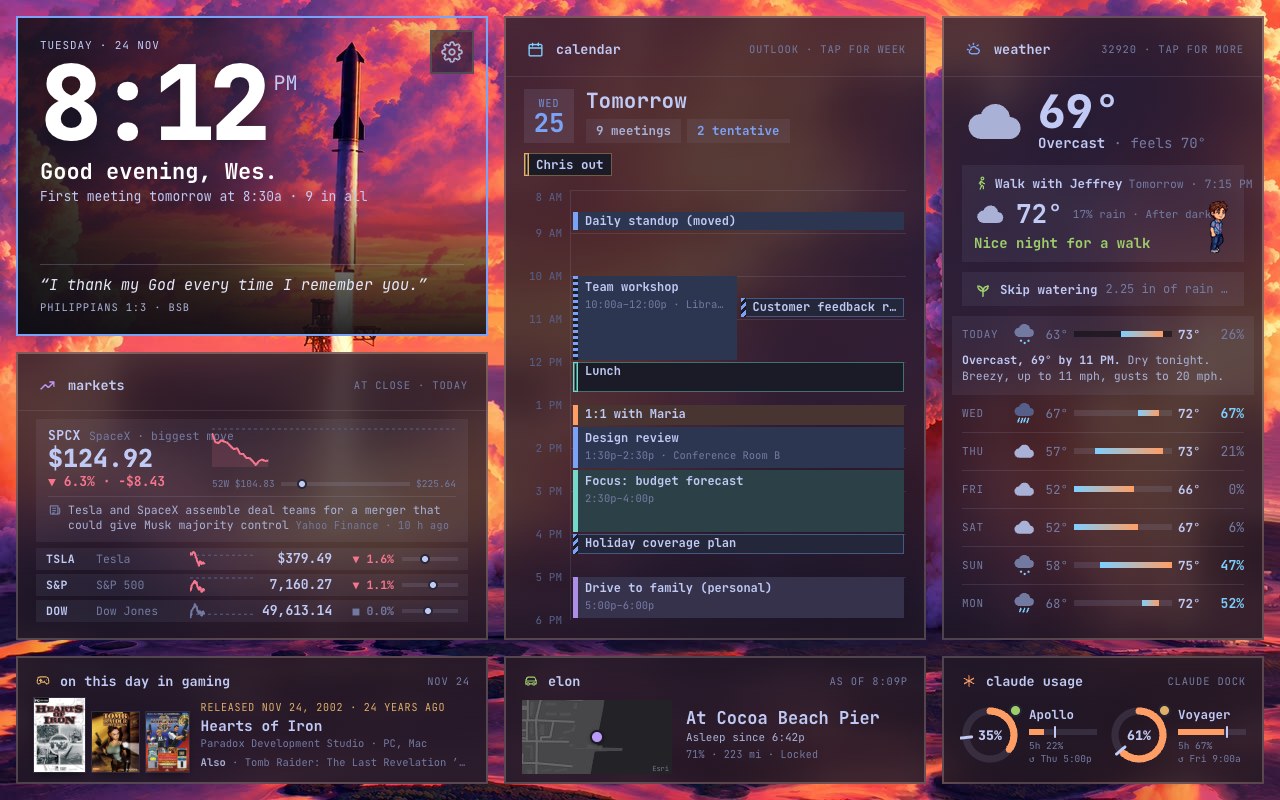 TUESDAY · 24 NOV
8:12 PM
Good evening, Wes.
First meeting tomorrow at 8:30a · 9 in all
“I thank my God every time I remember you.”
PHILIPPIANS 1:3 · BSB
markets
AT CLOSE · TODAY
SPCX SpaceX · biggest move
$124.92
▼ 6.3% · -$8.43
52W $104.83 $225.64
Tesla and SpaceX assemble deal teams for a merger that
could give Musk majority control Yahoo Finance · 10 h ago
TSLA Tesla $379.49 ▼ 1.6%
S&P S&P 500 7,160.27 ▼ 1.1%
DOW Dow Jones 49,613.14 ■ 0.0%
calendar
OUTLOOK · TAP FOR WEEK
WED
25
Tomorrow
9 meetings 2 tentative
Chris out
8 AM
Daily standup (moved)
9 AM
10 AM
Team workshop
10:00a–12:00p · Libra…
Customer feedback r…
11 AM
12 PM
Lunch
1 PM
1:1 with Maria
Design review
2 PM
1:30p–2:30p · Conference Room B
Focus: budget forecast
3 PM
2:30p–4:00p
4 PM
Holiday coverage plan
5 PM
Drive to family (personal)
5:00p–6:00p
6 PM
weather
32920 · TAP FOR MORE
69°
Overcast · feels 70°
Walk with Jeffrey Tomorrow · 7:15 PM
72° 17% rain · After dark
Nice night for a walk
Skip watering 2.25 in of rain …
TODAY 63° 73° 26%
Overcast, 69° by 11 PM. Dry tonight.
Breezy, up to 11 mph, gusts to 20 mph.
WED 67° 72° 67%
THU 57° 73° 21%
FRI 52° 66° 0%
SAT 52° 67° 6%
SUN 58° 75° 47%
MON 68° 72° 52%
on this day in gaming
NOV 24
HEARTS OF IRON
TOMB RAIDER
RELEASED NOV 24, 2002 · 24 YEARS AGO
Hearts of Iron
Paradox Development Studio · PC, Mac
Also · Tomb Raider: The Last Revelation ’…
elon
AS OF 8:09P
Esri
At Cocoa Beach Pier
Asleep since 6:42p
71% · 223 mi · Locked
claude usage
CLAUDE DOCK
35%
Apollo
5h 22%
↺ Thu 5:00p
61%
Voyager
5h 67%
↺ Fri 9:00a